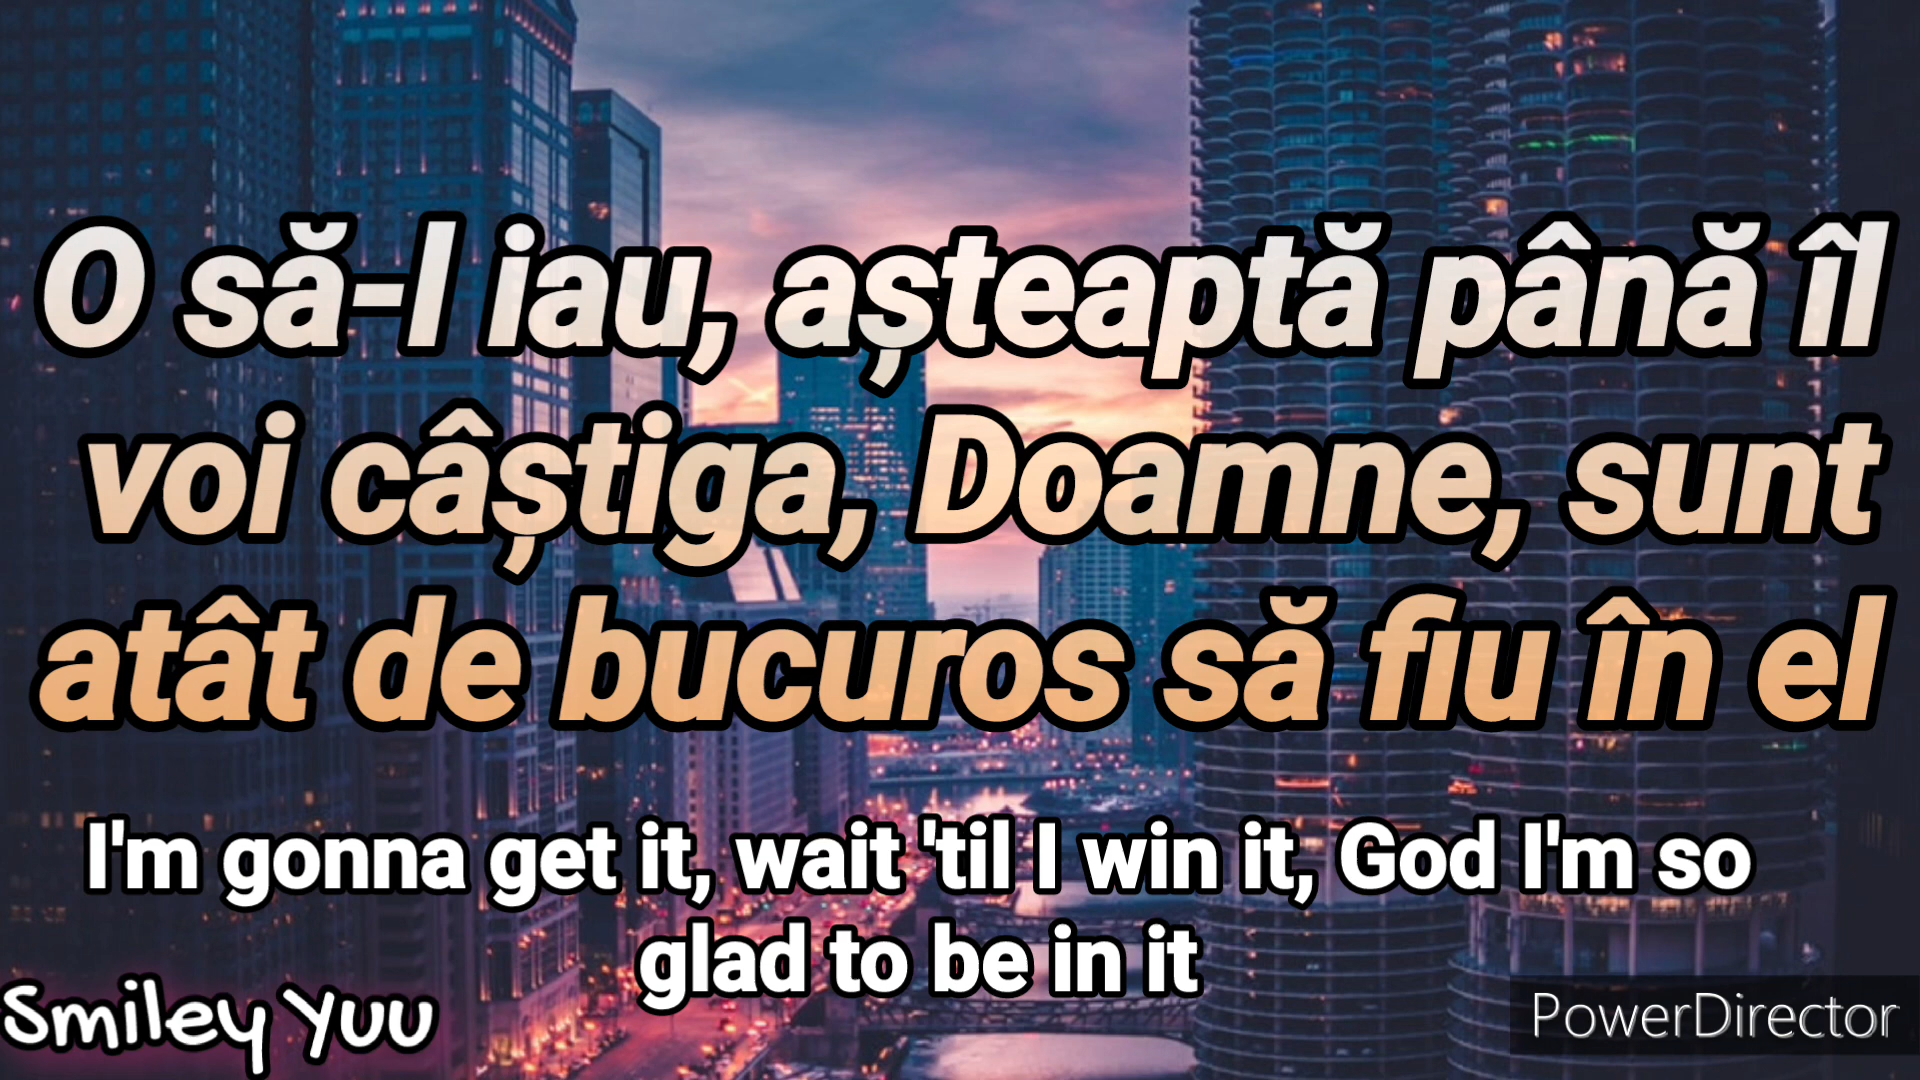 O să-l iau, așteaptă până îl
voi câștiga, Doamne, sunt
atât de bucuros să fiu în el
I'm gonna get it, wait 'til I win it, God I'm so
glad to be in it
Smiley Yuu
PowerDirector